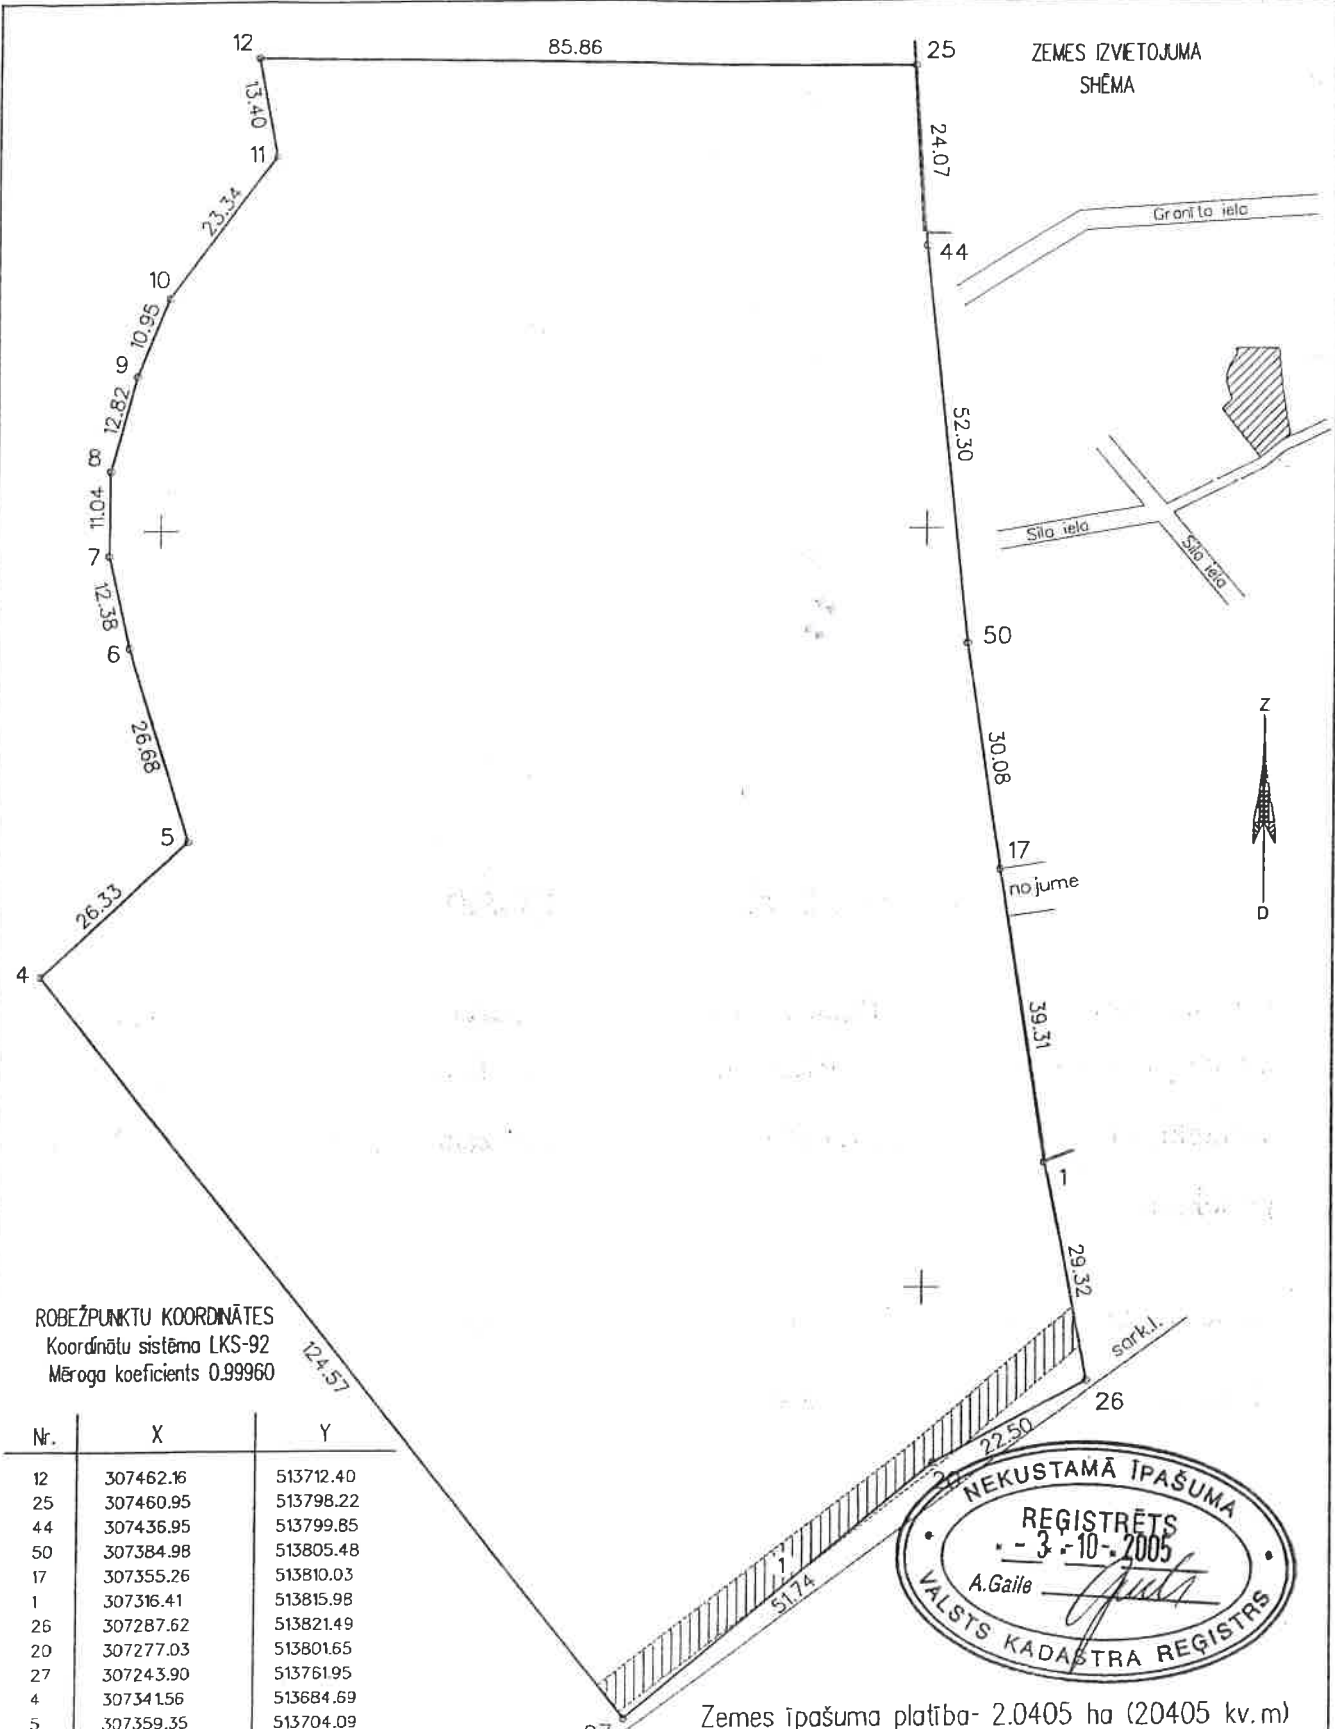 12
85.86
25
ZEMES IZVIETOJUMA
SHĒMA
13.40
11
24.07
23.34
Granīta iela
44
10
10.95
9
12.82
52.30
8
11.04
Sila iela
Sila iela
7
12.38
6
50
26.68
30.08
Z
5
17
nojume
D
26.33
4
39.31
1
29.32
ROBEŽPUNKTU KOORDINĀTES
Koordinātu sistēma LKS-92
Mēroga koeficients 0.99960
124.57
sark.l.
26
22.50
20
1
51.74
27
Nr. X Y
12 307462.16 513712.40
25 307460.95 513798.22
44 307436.95 513799.85
50 307384.98 513805.48
17 307355.26 513810.03
1 307316.41 513815.98
26 307287.62 513821.49
20 307277.03 513801.65
27 307243.90 513761.95
4 307341.56 513684.69
5 307359.35 513704.09
NEKUSTAMĀ ĪPAŠUMA
REĢISTRĒTS
- 3 -10- 2005
A.Gaile
VALSTS KADASTRA REĢISTRS
Zemes īpašuma platība- 2.0405 ha (20405 kv.m)